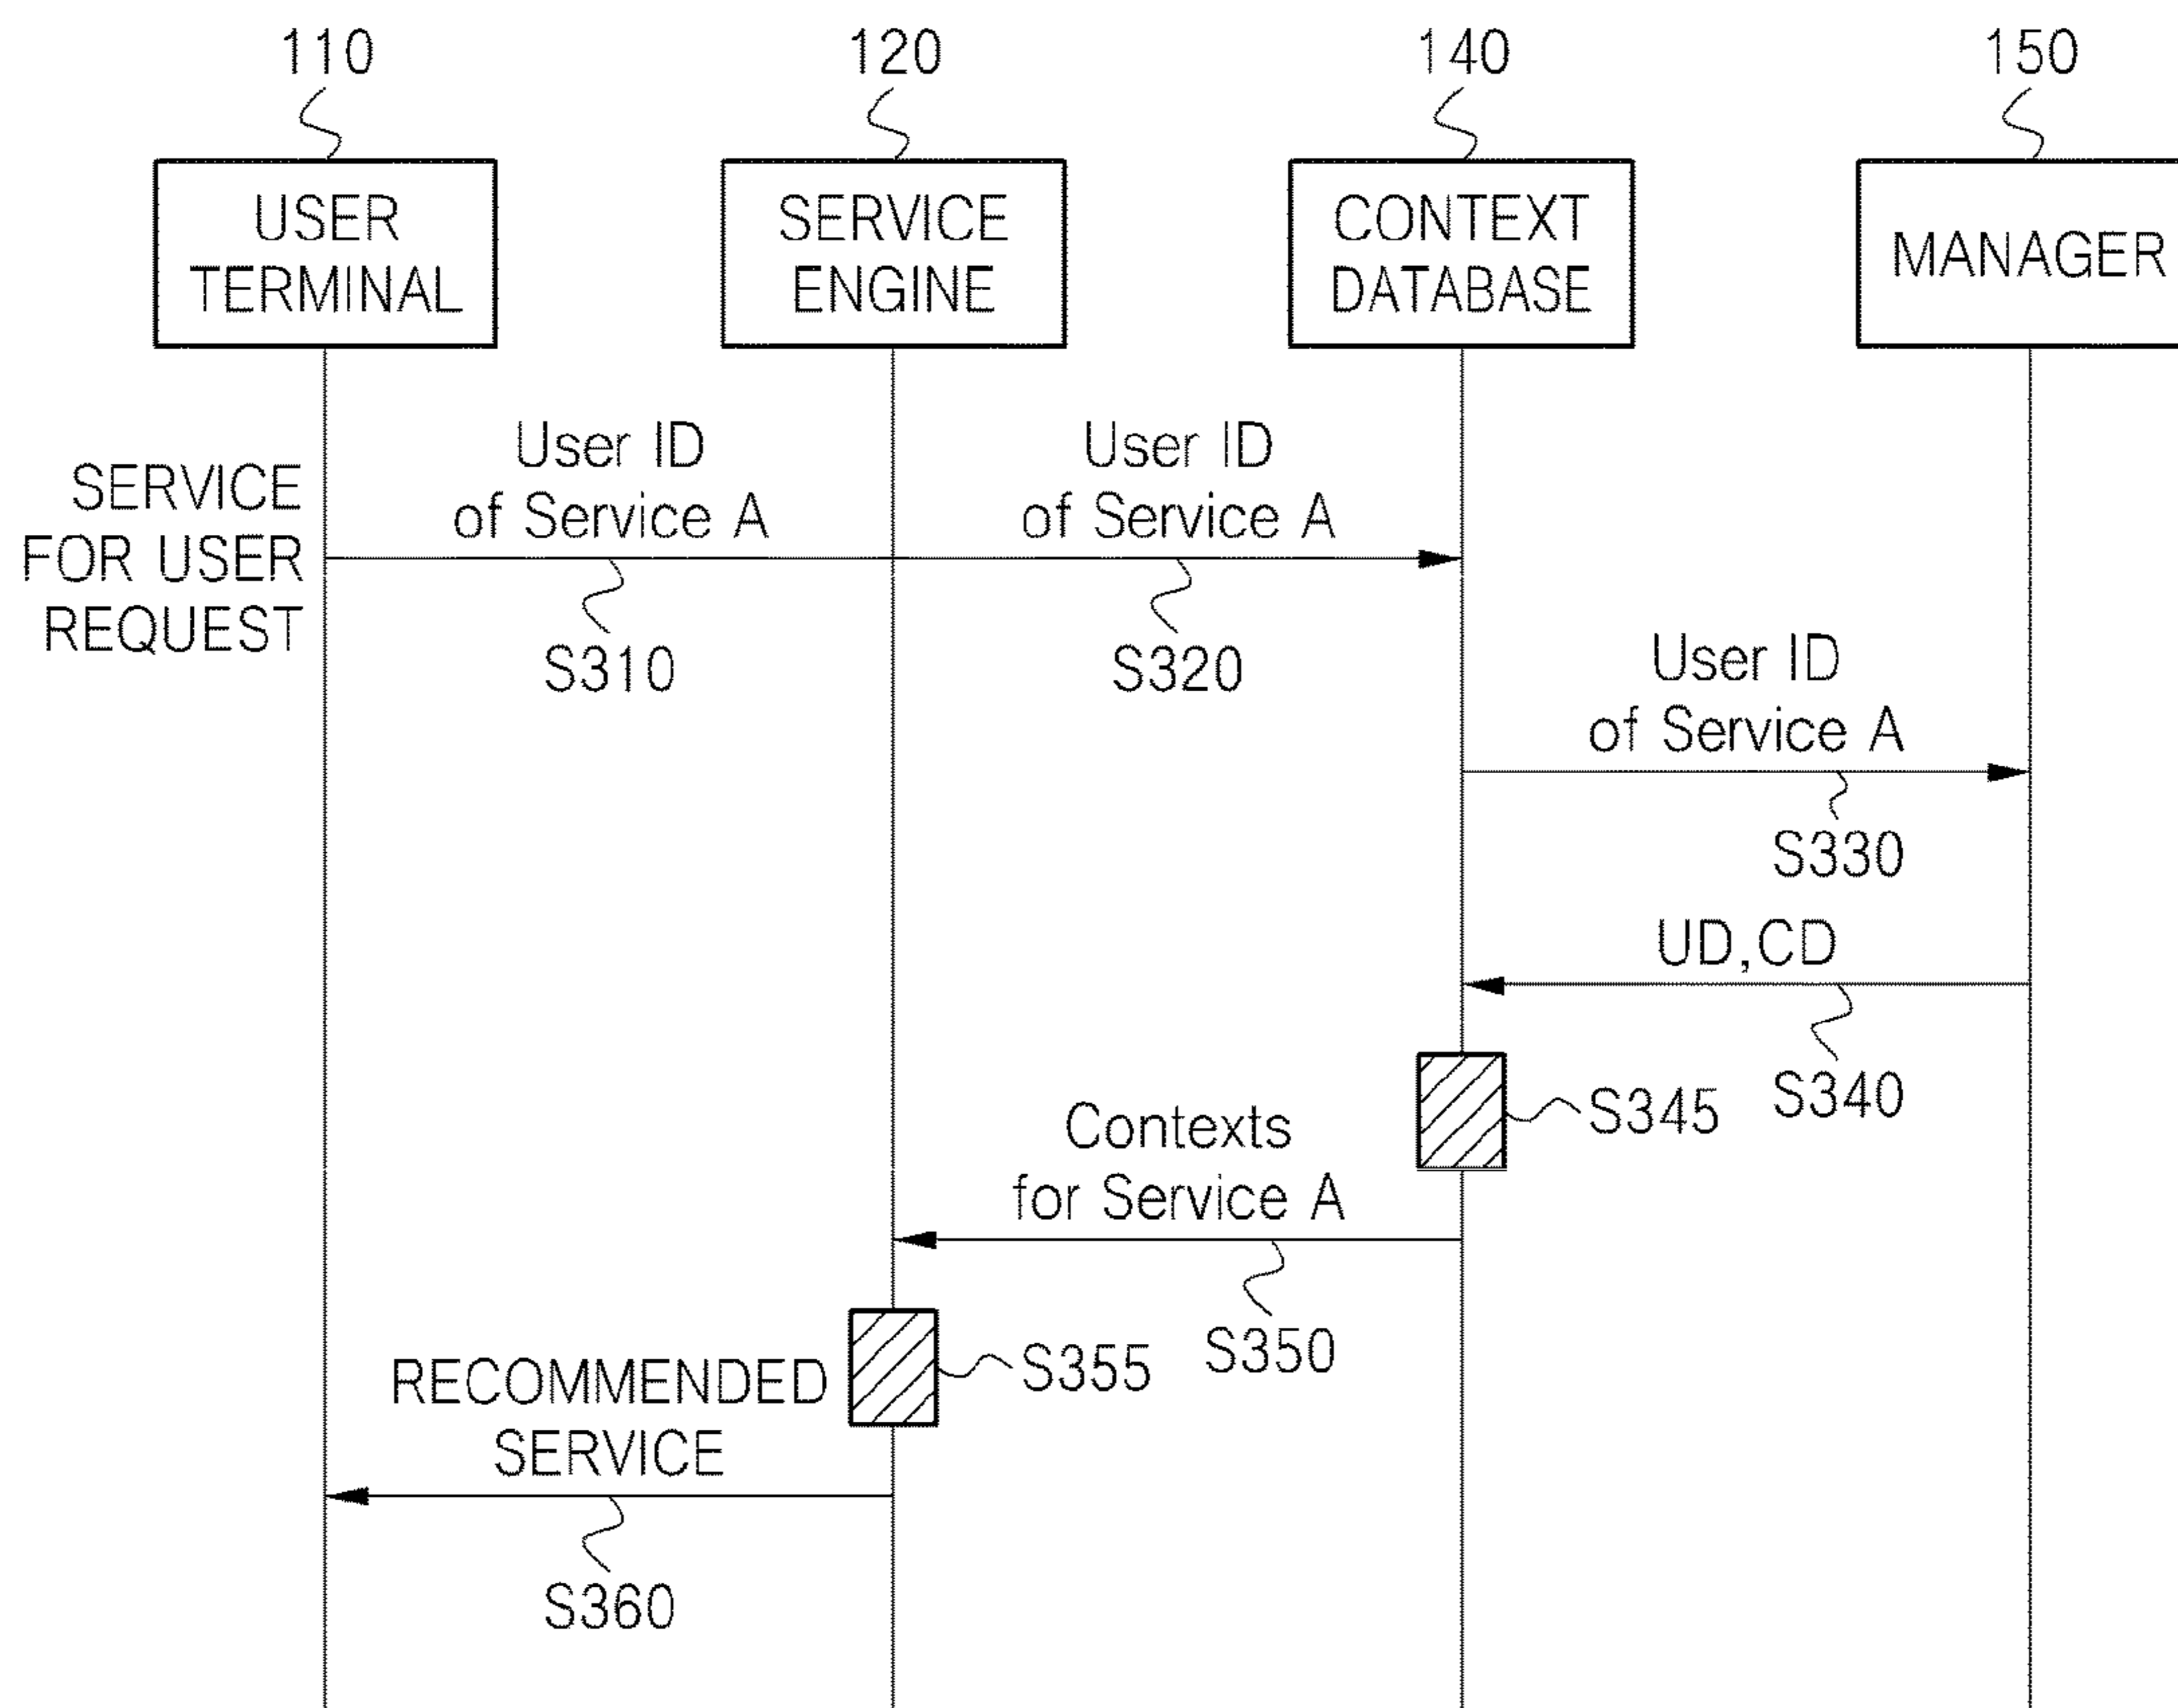 110
120
140
150
USER
TERMINAL
SERVICE
ENGINE
CONTEXT
DATABASE
MANAGER
SERVICE
FOR USER
REQUEST
User ID
of Service A
S310
User ID
of Service A
S320
User ID
of Service A
S330
UD,CD
S340
S345
Contexts
for Service A
S350
S355
RECOMMENDED
SERVICE
S360